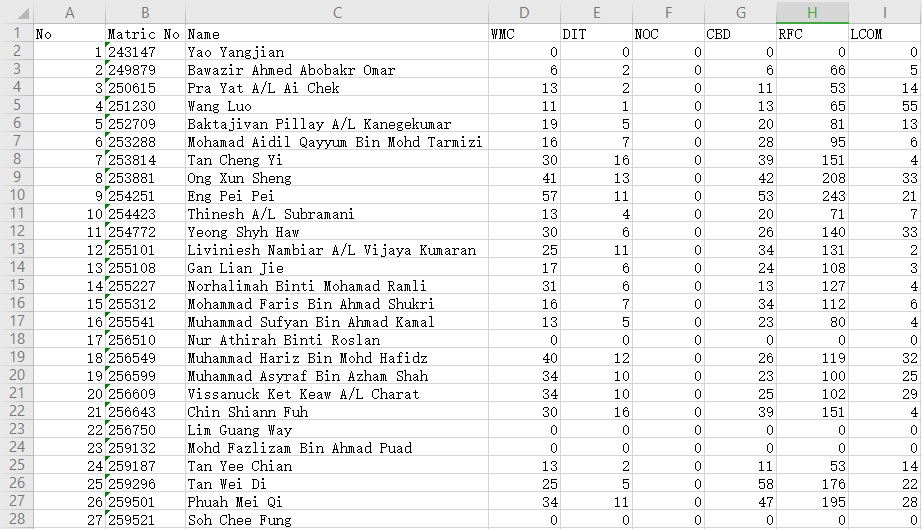 A B C D E F G H I
1 No Matric No Name WMC DIT NOC CBD RFC LCOM
2 1 243147 Yao Yangjian 0 0 0 0 0 0
3 2 249879 Bawazir Ahmed Abobakr Omar 6 2 0 6 66 5
4 3 250615 Pra Yat A/L Ai Chek 13 2 0 11 53 14
5 4 251230 Wang Luo 11 1 0 13 65 55
6 5 252709 Baktajivan Pillay A/L Kanegekumar 19 5 0 20 81 13
7 6 253288 Mohamad Aidil Qayyum Bin Mohd Tarmizi 16 7 0 28 95 6
8 7 253814 Tan Cheng Yi 30 16 0 39 151 4
9 8 253881 Ong Xun Sheng 41 13 0 42 208 33
10 9 254251 Eng Pei Pei 57 11 0 53 243 21
11 10 254423 Thinesh A/L Subramani 13 4 0 20 71 7
12 11 254772 Yeong Shyh Haw 30 6 0 26 140 33
13 12 255101 Liviniesh Nambiar A/L Vijaya Kumaran 25 11 0 34 131 2
14 13 255108 Gan Lian Jie 17 6 0 24 108 3
15 14 255227 Norhalimah Binti Mohamad Ramli 31 6 0 13 127 4
16 15 255312 Mohammad Faris Bin Ahmad Shukri 16 7 0 34 112 6
17 16 255541 Muhammad Sufyan Bin Ahmad Kamal 13 5 0 23 80 4
18 17 256510 Nur Athirah Binti Roslan 0 0 0 0 0 0
19 18 256549 Muhammad Hariz Bin Mohd Hafidz 40 12 0 26 119 32
20 19 256599 Muhammad Asyraf Bin Azham Shah 34 10 0 23 100 25
21 20 256609 Vissanuck Ket Keaw A/L Charat 34 10 0 25 102 29
22 21 256643 Chin Shiann Fuh 30 16 0 39 151 4
23 22 256750 Lim Guang Way 0 0 0 0 0 0
24 23 259132 Mohd Fazlizam Bin Ahmad Puad 0 0 0 0 0 0
25 24 259187 Tan Yee Chian 13 2 0 11 53 14
26 25 259296 Tan Wei Di 25 5 0 58 176 22
27 26 259501 Phuah Mei Qi 34 11 0 47 195 28
28 27 259521 Soh Chee Fung 0 0 0 0 0 0